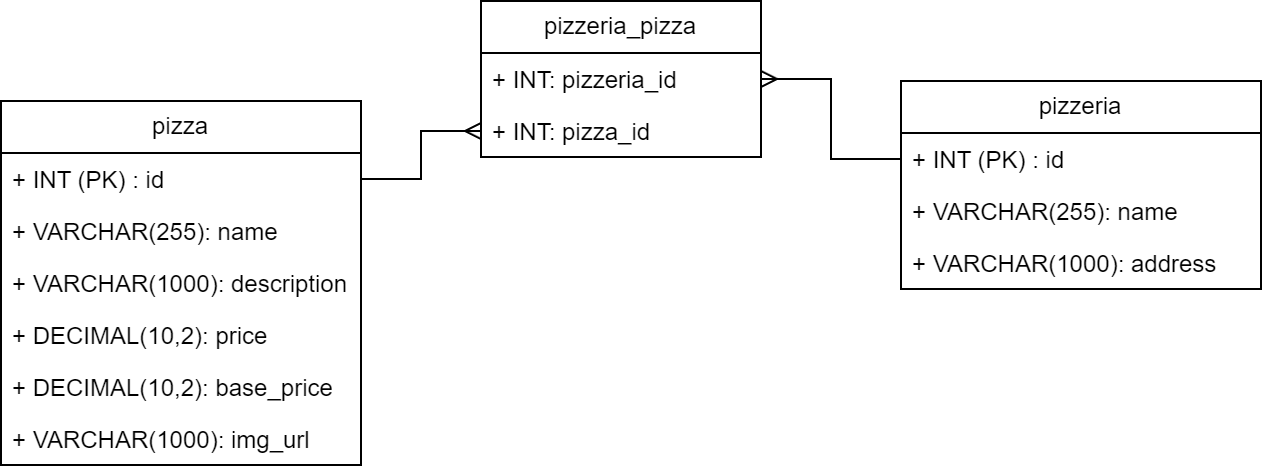 pizzeria_pizza
+ INT: pizzeria_id
+ INT: pizza_id
pizza
+ INT (PK) : id
+ VARCHAR(255): name
+ VARCHAR(1000): description
+ DECIMAL(10,2): price
+ DECIMAL(10,2): base_price
+ VARCHAR(1000): img_url
pizzeria
+ INT (PK) : id
+ VARCHAR(255): name
+ VARCHAR(1000): address